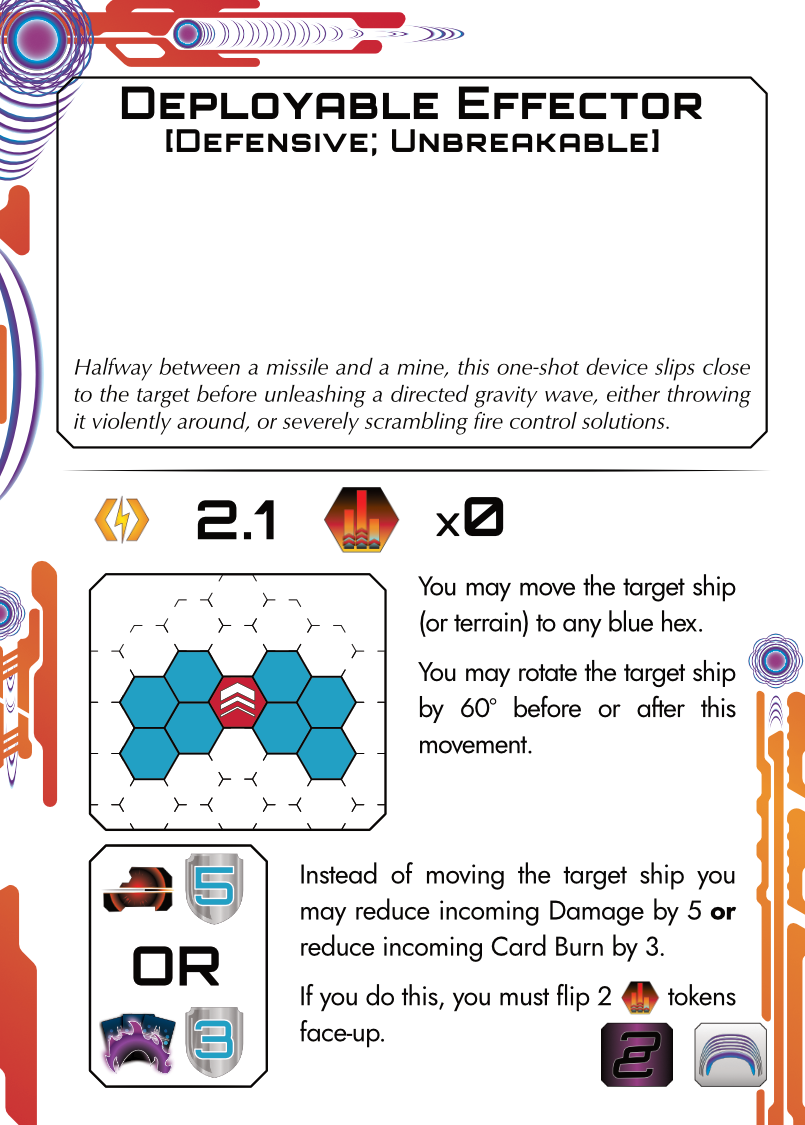 Deployable Effector
[Defensive; Unbreakable]
Halfway between a missile and a mine, this one-shot device slips close
to the target before unleashing a directed gravity wave, either throwing
it violently around, or severely scrambling fire control solutions.
2.1 x0
You may move the target ship
(or terrain) to any blue hex.
You may rotate the target ship
by 60° before or after this
movement.
5
OR
3
Instead of moving the target ship you
may reduce incoming Damage by 5 or
reduce incoming Card Burn by 3.
If you do this, you must flip 2 tokens
face-up.
2